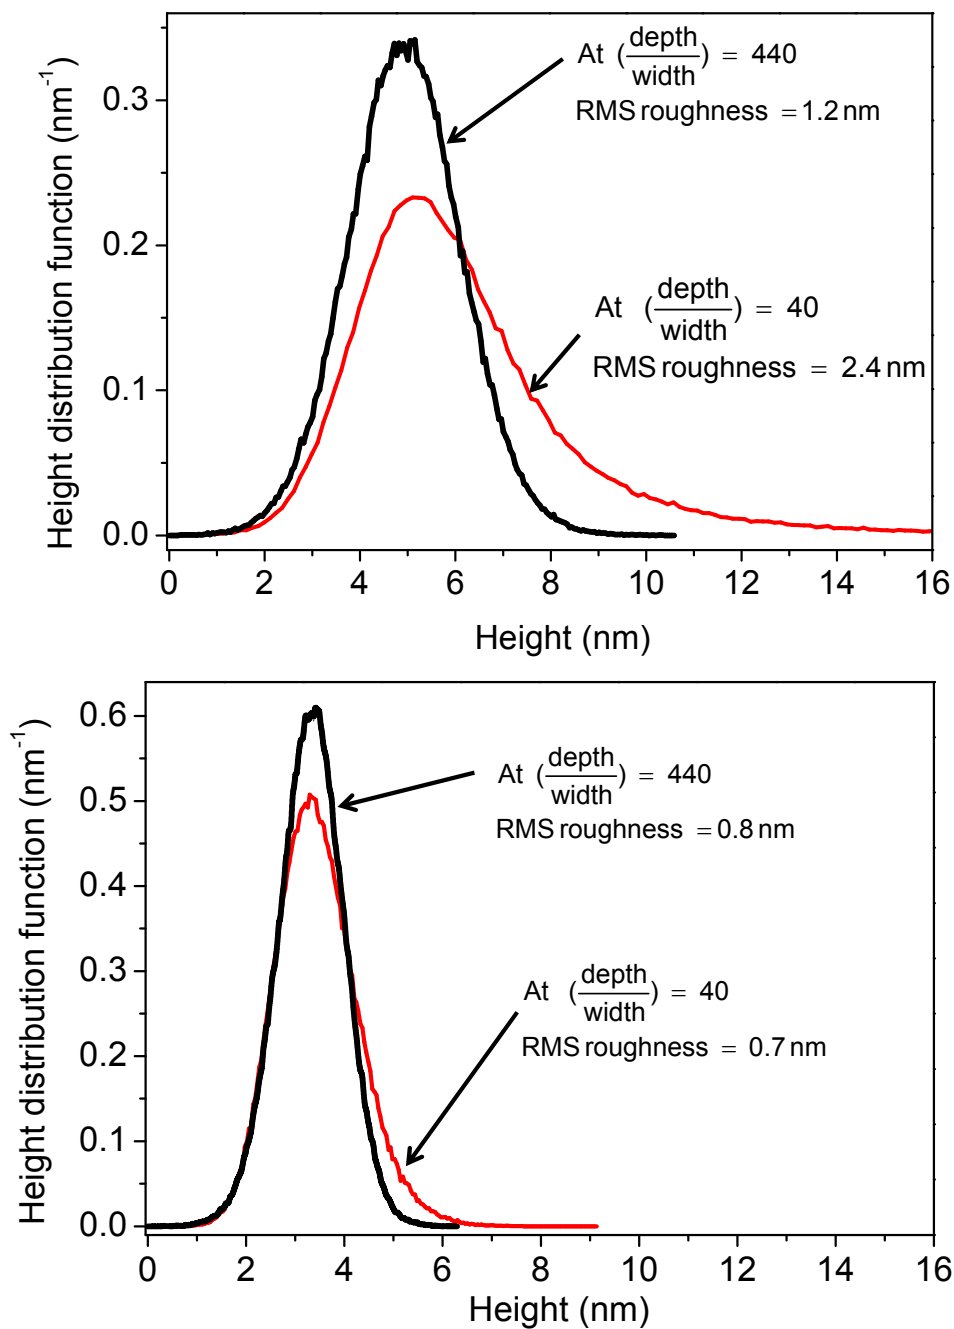 Height distribution function (nm-1)
0.3
0.2
0.1
0.0
At (depth/width) = 440
RMS roughness = 1.2 nm
At (depth/width) = 40
RMS roughness = 2.4 nm
0 2 4 6 8 10 12 14 16
Height (nm)
Height distribution function (nm-1)
0.6
0.5
0.4
0.3
0.2
0.1
0.0
At (depth/width) = 440
RMS roughness = 0.8 nm
At (depth/width) = 40
RMS roughness = 0.7 nm
0 2 4 6 8 10 12 14 16
Height (nm)